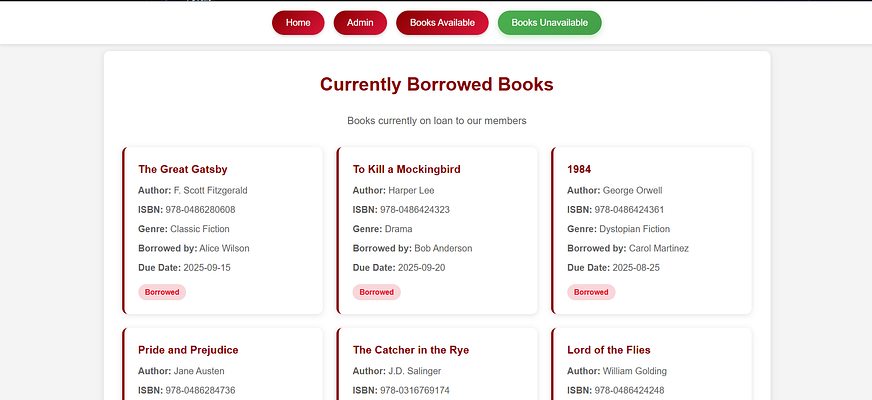 Home Admin Books Available Books Unavailable
Currently Borrowed Books
Books currently on loan to our members
The Great Gatsby
Author: F. Scott Fitzgerald
ISBN: 978-0486280608
Genre: Classic Fiction
Borrowed by: Alice Wilson
Due Date: 2025-09-15
Borrowed
To Kill a Mockingbird
Author: Harper Lee
ISBN: 978-0486424323
Genre: Drama
Borrowed by: Bob Anderson
Due Date: 2025-09-20
Borrowed
1984
Author: George Orwell
ISBN: 978-0486424361
Genre: Dystopian Fiction
Borrowed by: Carol Martinez
Due Date: 2025-08-25
Borrowed
Pride and Prejudice
Author: Jane Austen
ISBN: 978-0486284736
The Catcher in the Rye
Author: J.D. Salinger
ISBN: 978-0316769174
Lord of the Flies
Author: William Golding
ISBN: 978-0486424248